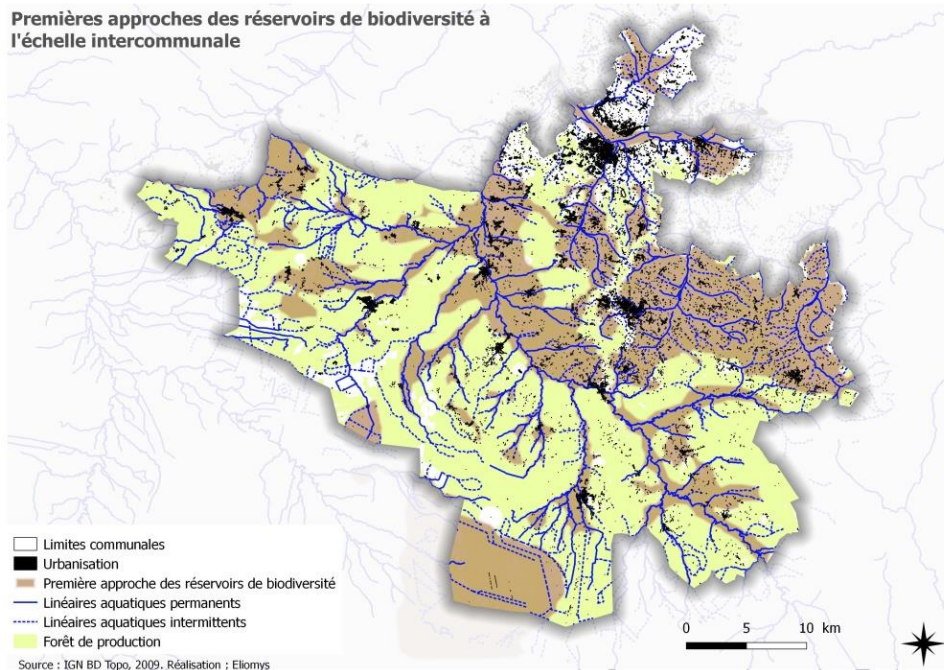 Premières approches des réservoirs de biodiversité à
l'échelle intercommunale
Limites communales
Urbanisation
Première approche des réservoirs de biodiversité
Linéaires aquatiques permanents
Linéaires aquatiques intermittents
Forêt de production
0 5 10 km
Source : IGN BD Topo, 2009. Réalisation ; Eliomys